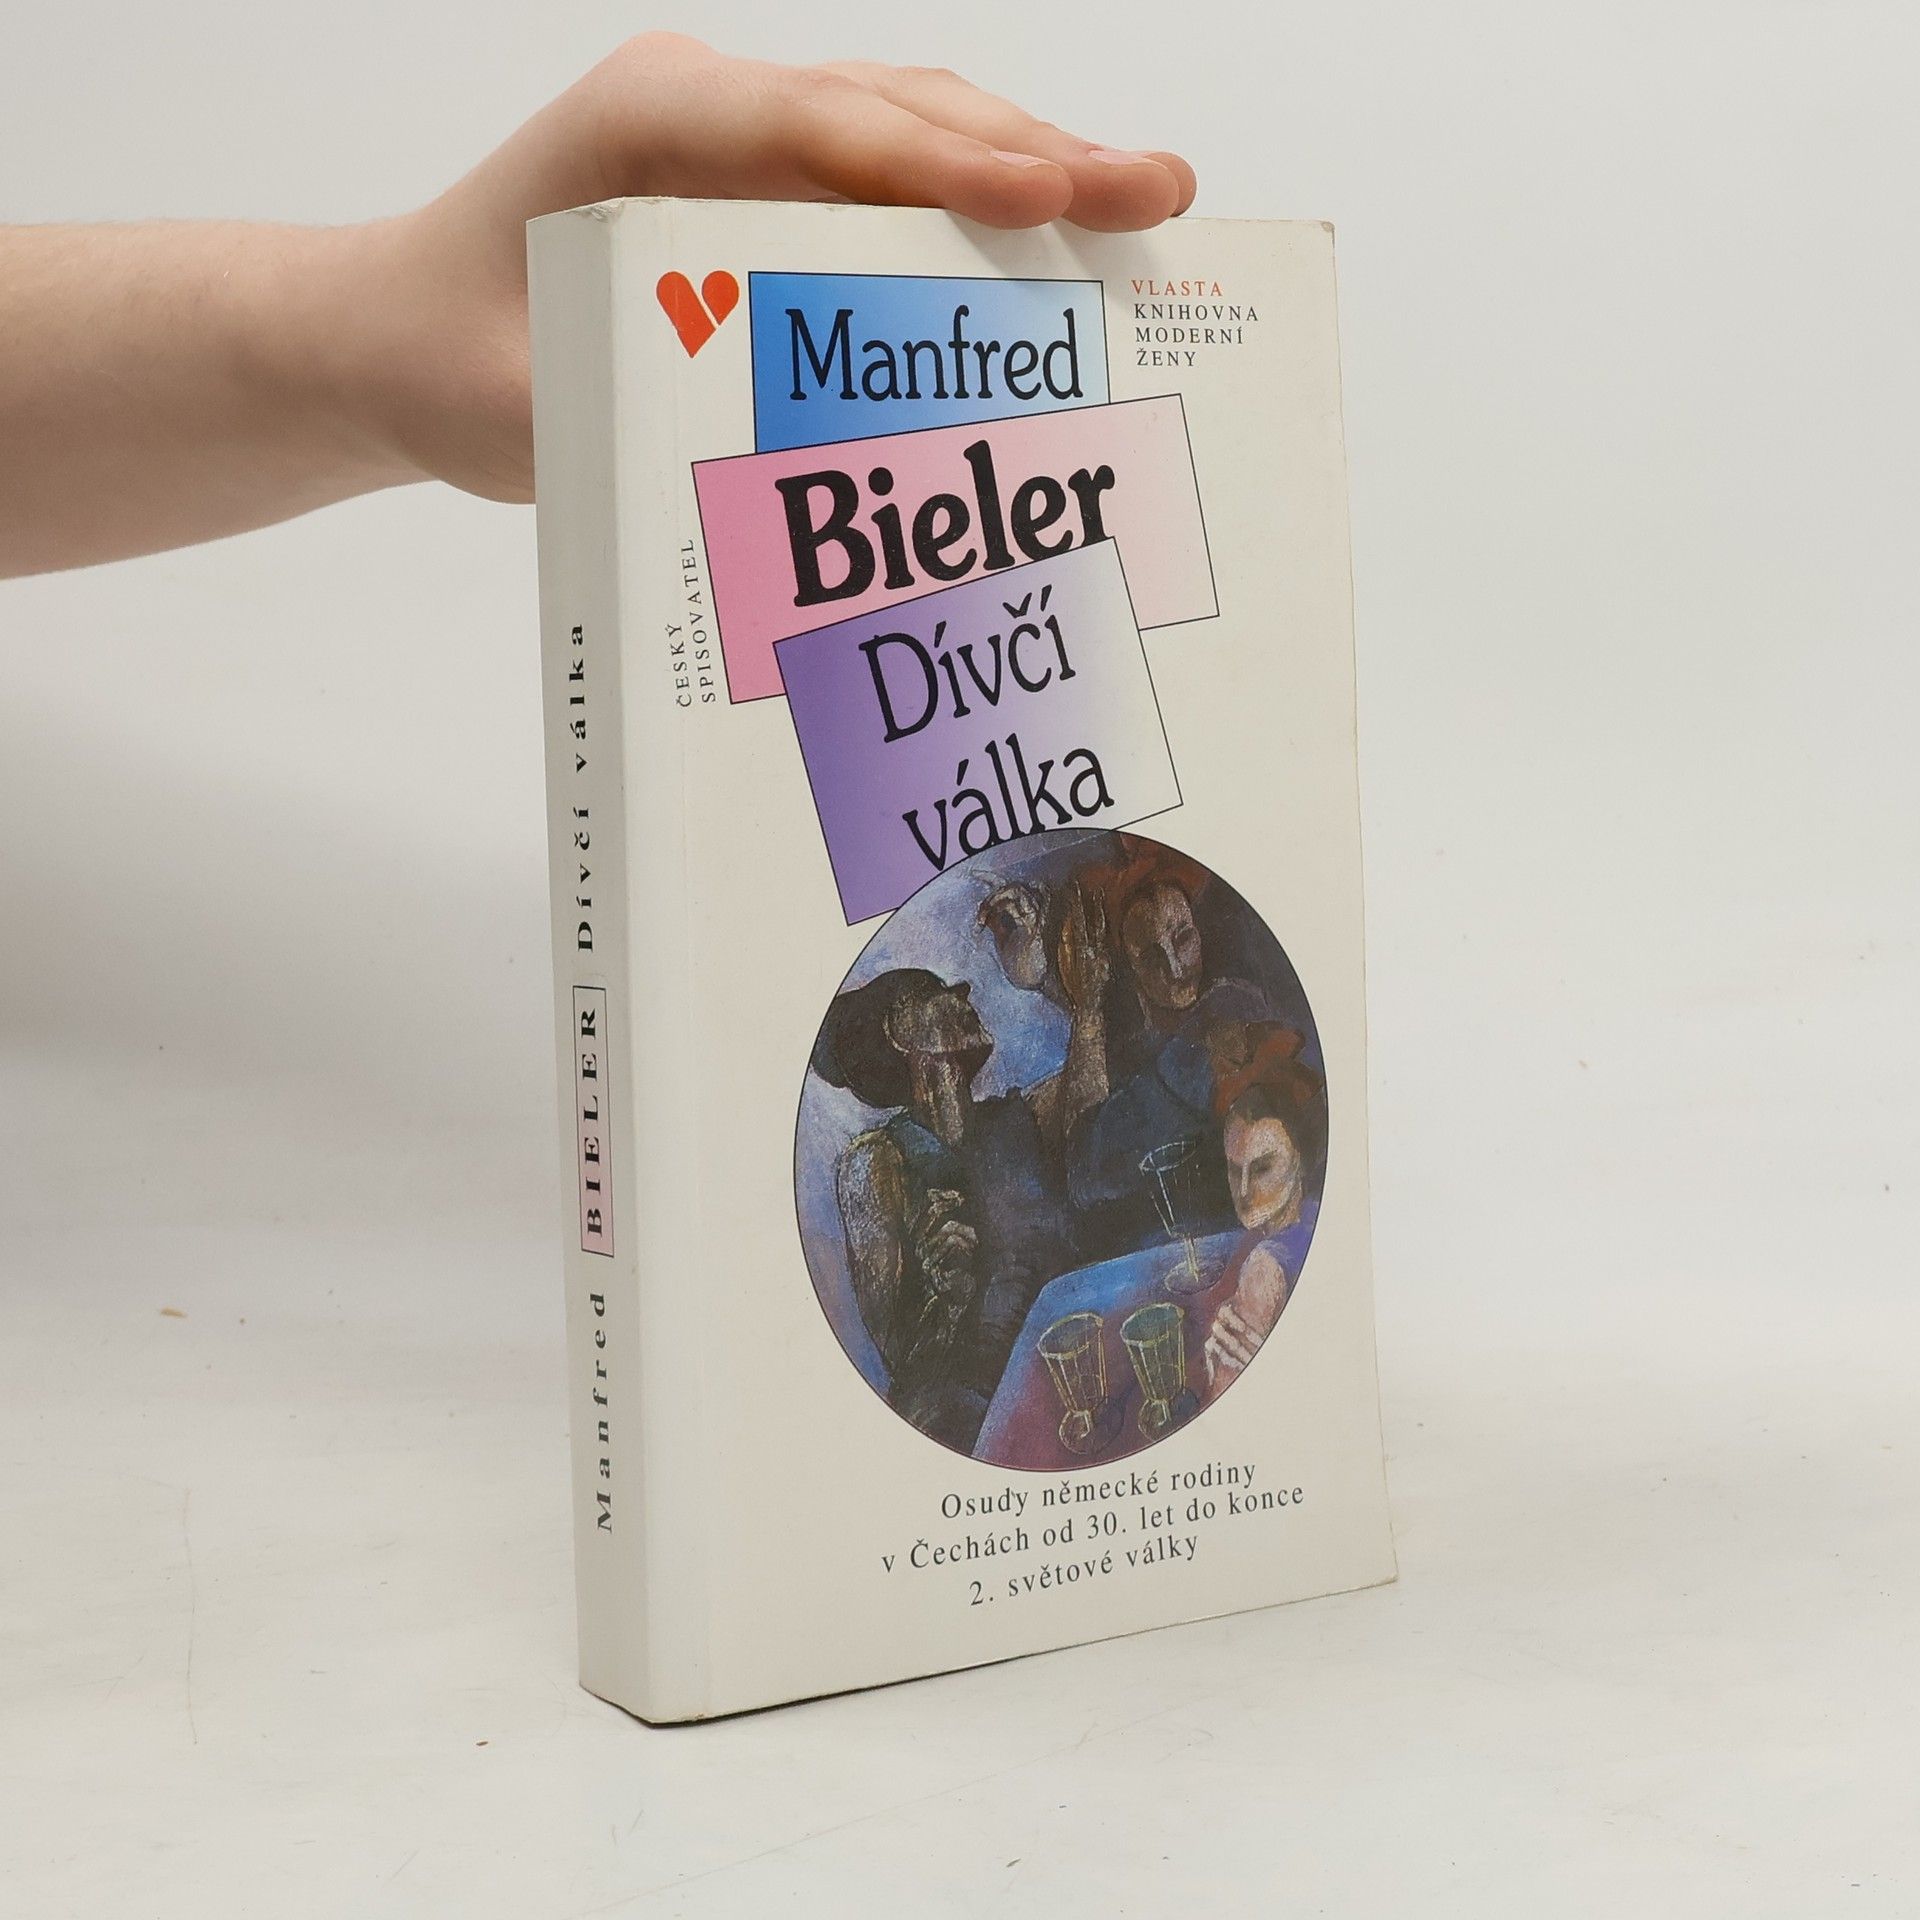 VLASTA
KNIHOVNA
MODERNÍ
ŽENY
Manfred
Bieler
Dívčí
válka
ČESKÝ
SPISOVATEL
Osudy německé rodiny
v Čechách od 30. let do konce
2. světové války
Manfred BIELER Dívčí válka